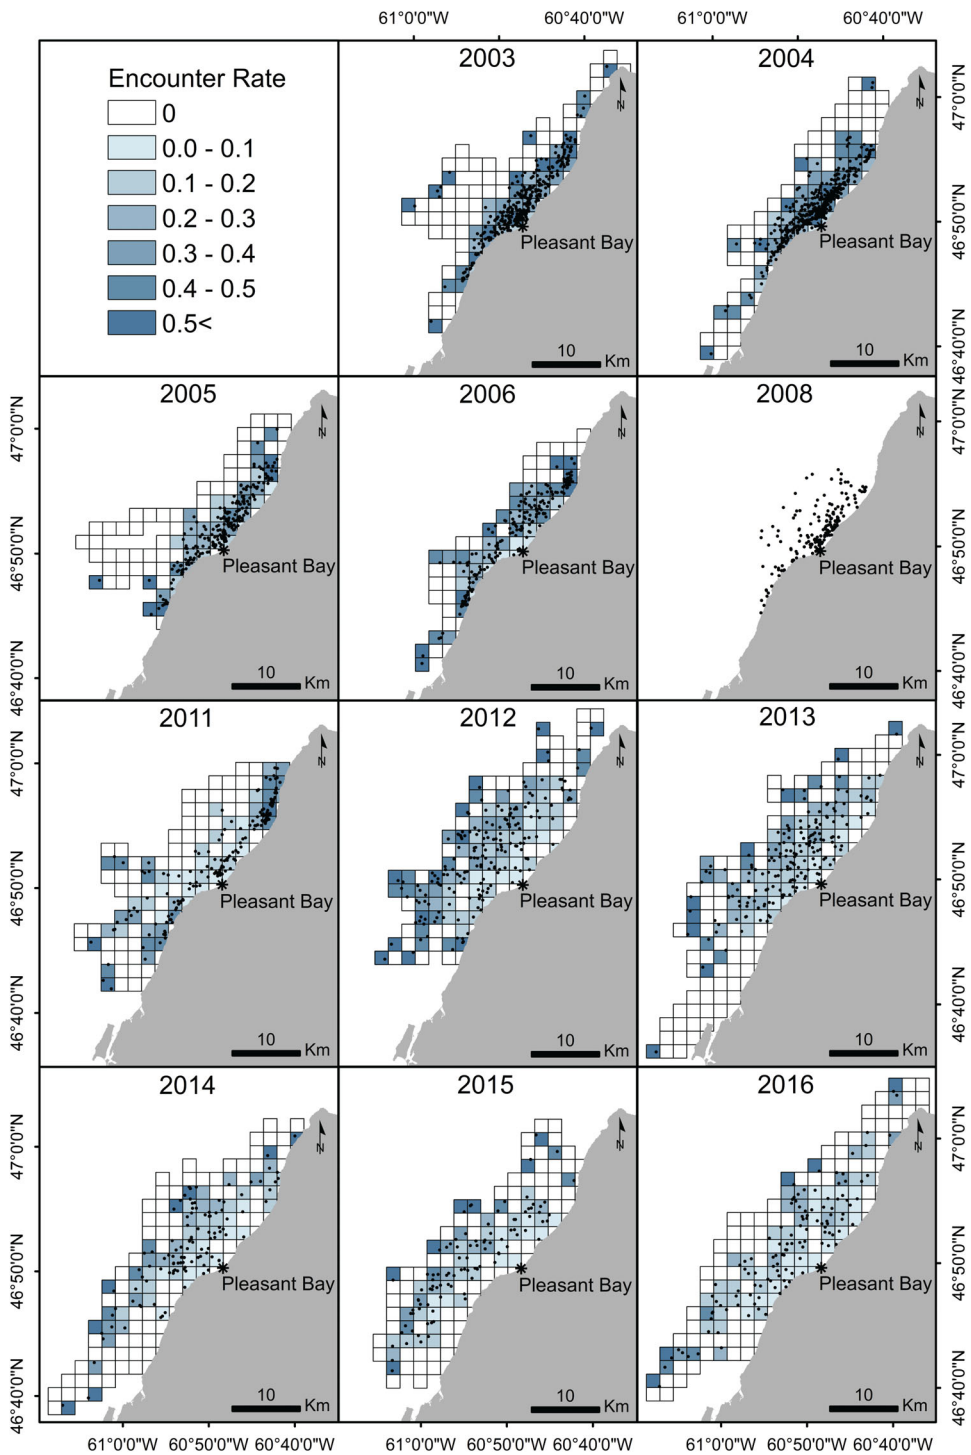 61°0'0"W 60°40'0"W 61°0'0"W 60°40'0"W
Encounter Rate
0
0.0 - 0.1
0.1 - 0.2
0.2 - 0.3
0.3 - 0.4
0.4 - 0.5
0.5<
2003
N
Pleasant Bay
10
Km
2004
N
Pleasant Bay
10
Km
47°0'0"N
46°50'0"N
46°40'0"N
47°0'0"N
46°50'0"N
46°40'0"N
2005
N
Pleasant Bay
10
Km
2006
N
Pleasant Bay
10
Km
2008
N
Pleasant Bay
10
Km
47°0'0"N
46°50'0"N
46°40'0"N
47°0'0"N
46°50'0"N
46°40'0"N
2011
N
Pleasant Bay
10
Km
2012
N
Pleasant Bay
10
Km
2013
N
Pleasant Bay
10
Km
47°0'0"N
46°50'0"N
46°40'0"N
47°0'0"N
46°50'0"N
46°40'0"N
2014
N
Pleasant Bay
10
Km
2015
N
Pleasant Bay
10
Km
2016
N
Pleasant Bay
10
Km
47°0'0"N
46°50'0"N
46°40'0"N
61°0'0"W 60°50'0"W 60°40'0"W 61°0'0"W 60°50'0"W 60°40'0"W 61°0'0"W 60°50'0"W 60°40'0"W